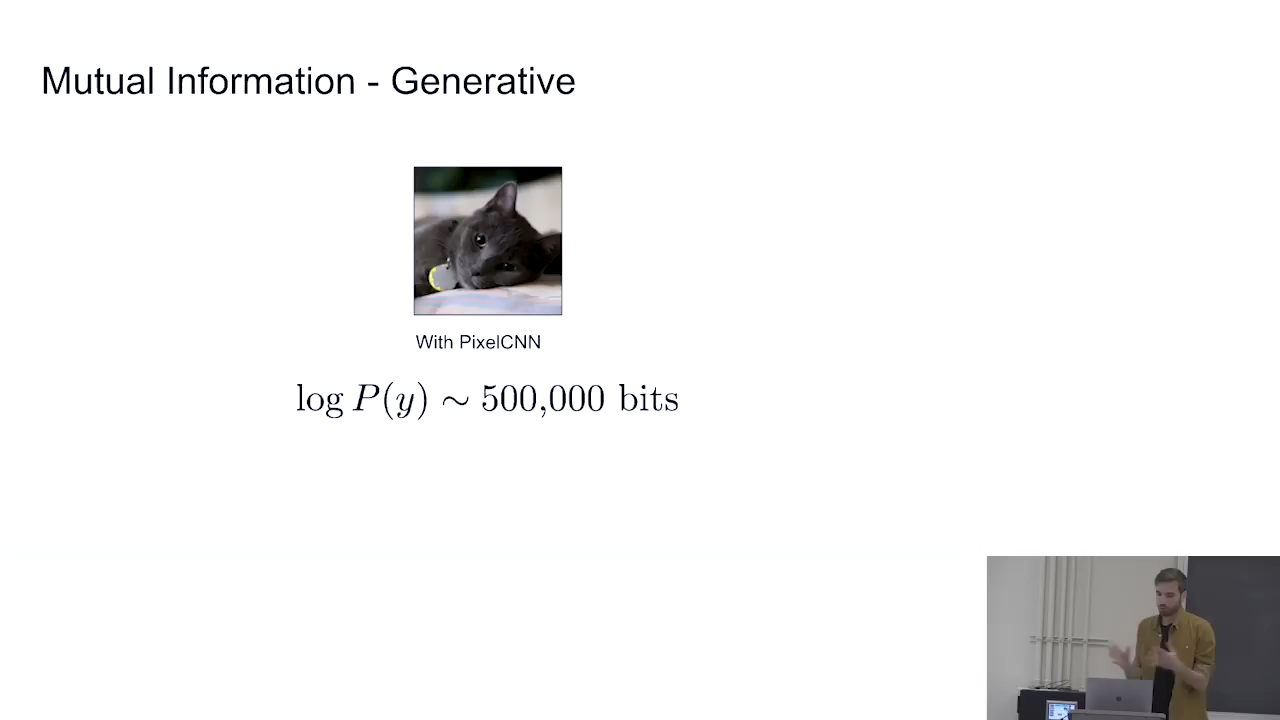 Mutual Information - Generative
With PixelCNN
log P(y) ∼ 500,000 bits